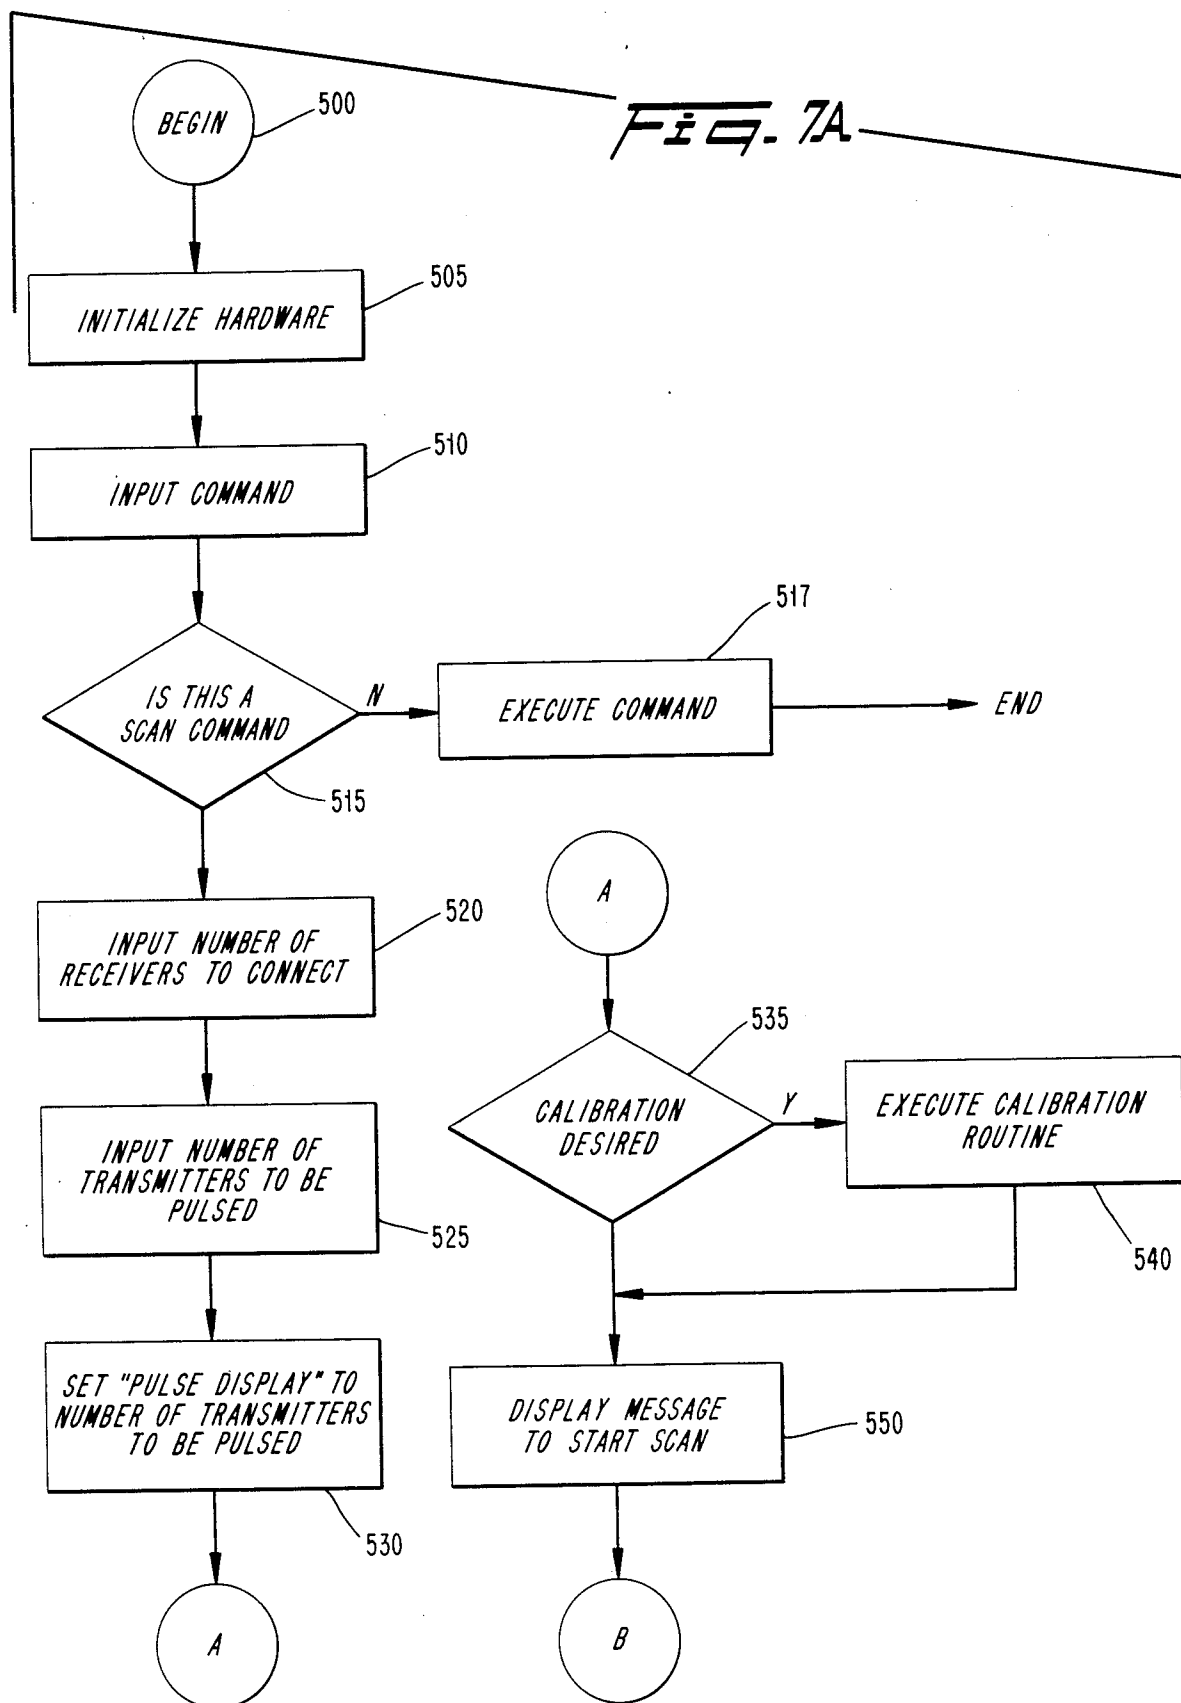 Fig. 7A
BEGIN
500
INITIALIZE HARDWARE
505
INPUT COMMAND
510
IS THIS A
SCAN COMMAND
515
N
EXECUTE COMMAND
517
END
INPUT NUMBER OF
RECEIVERS TO CONNECT
520
INPUT NUMBER OF
TRANSMITTERS TO BE
PULSED
525
SET "PULSE DISPLAY" TO
NUMBER OF TRANSMITTERS
TO BE PULSED
530
A
A
CALIBRATION
DESIRED
535
Y
EXECUTE CALIBRATION
ROUTINE
540
DISPLAY MESSAGE
TO START SCAN
550
B